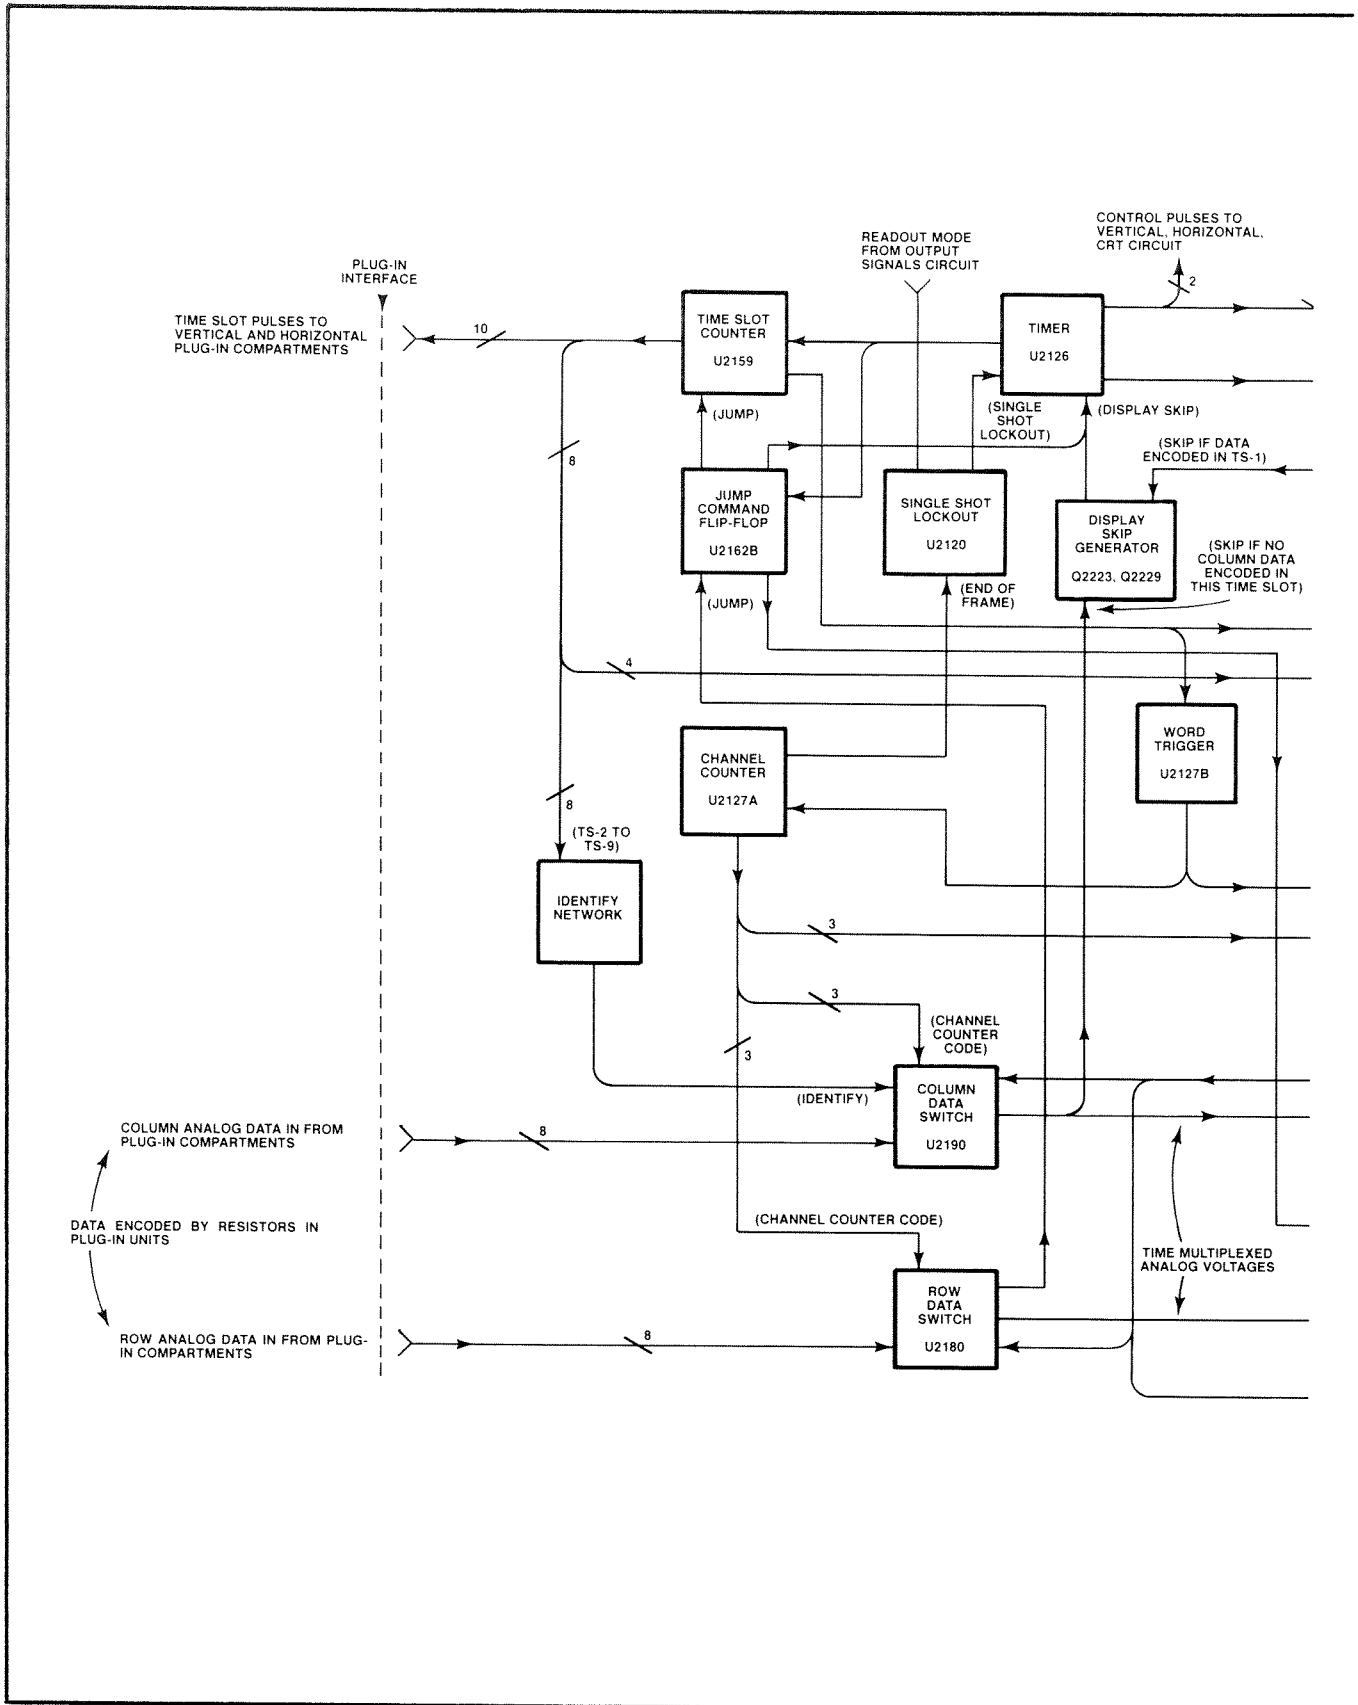 CONTROL PULSES TO
VERTICAL, HORIZONTAL,
CRT CIRCUIT
2
READOUT MODE
FROM OUTPUT
SIGNALS CIRCUIT
PLUG-IN
INTERFACE
TIME SLOT PULSES TO
VERTICAL AND HORIZONTAL
PLUG-IN COMPARTMENTS
10
TIME SLOT
COUNTER
U2159
TIMER
U2126
(JUMP)
(SINGLE
SHOT
LOCKOUT)
(DISPLAY SKIP)
(SKIP IF DATA
ENCODED IN TS-1)
8
JUMP
COMMAND
FLIP-FLOP
U2162B
SINGLE SHOT
LOCKOUT
U2120
DISPLAY
SKIP
GENERATOR
Q2223, Q2229
(SKIP IF NO
COLUMN DATA
ENCODED IN
THIS TIME SLOT)
(JUMP)
(END OF
FRAME)
4
CHANNEL
COUNTER
U2127A
WORD
TRIGGER
U2127B
8
(TS-2 TO
TS-9)
IDENTIFY
NETWORK
3
3
(CHANNEL
COUNTER
CODE)
3
(IDENTIFY)
COLUMN
DATA
SWITCH
U2190
COLUMN ANALOG DATA IN FROM
PLUG-IN COMPARTMENTS
8
DATA ENCODED BY RESISTORS IN
PLUG-IN UNITS
(CHANNEL COUNTER CODE)
TIME MULTIPLEXED
ANALOG VOLTAGES
ROW
DATA
SWITCH
U2180
ROW ANALOG DATA IN FROM PLUG-
IN COMPARTMENTS
8